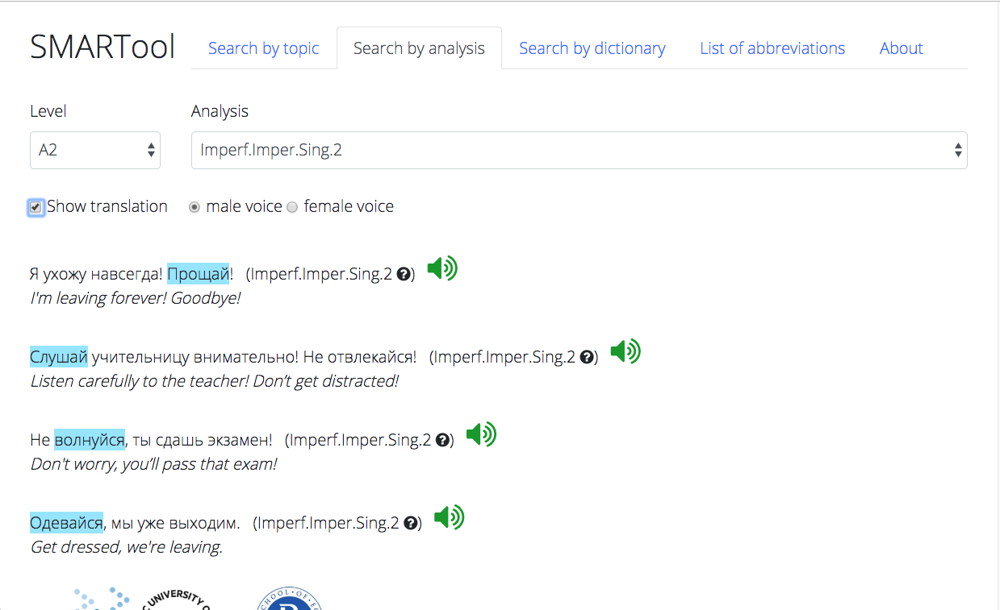 SMARTool
Search by topic
Search by analysis
Search by dictionary
List of abbreviations
About
Level
Analysis
A2
Imperf.Imper.Sing.2
Show translation
male voice
female voice
Я ухожу навсегда! Прощай! (Imperf.Imper.Sing.2 ?)
I'm leaving forever! Goodbye!
Слушай учительницу внимательно! Не отвлекайся! (Imperf.Imper.Sing.2 ?)
Listen carefully to the teacher! Don’t get distracted!
Не волнуйся, ты сдашь экзамен! (Imperf.Imper.Sing.2 ?)
Don't worry, you’ll pass that exam!
Одевайся, мы уже выходим. (Imperf.Imper.Sing.2 ?)
Get dressed, we're leaving.
UNIVERSITY